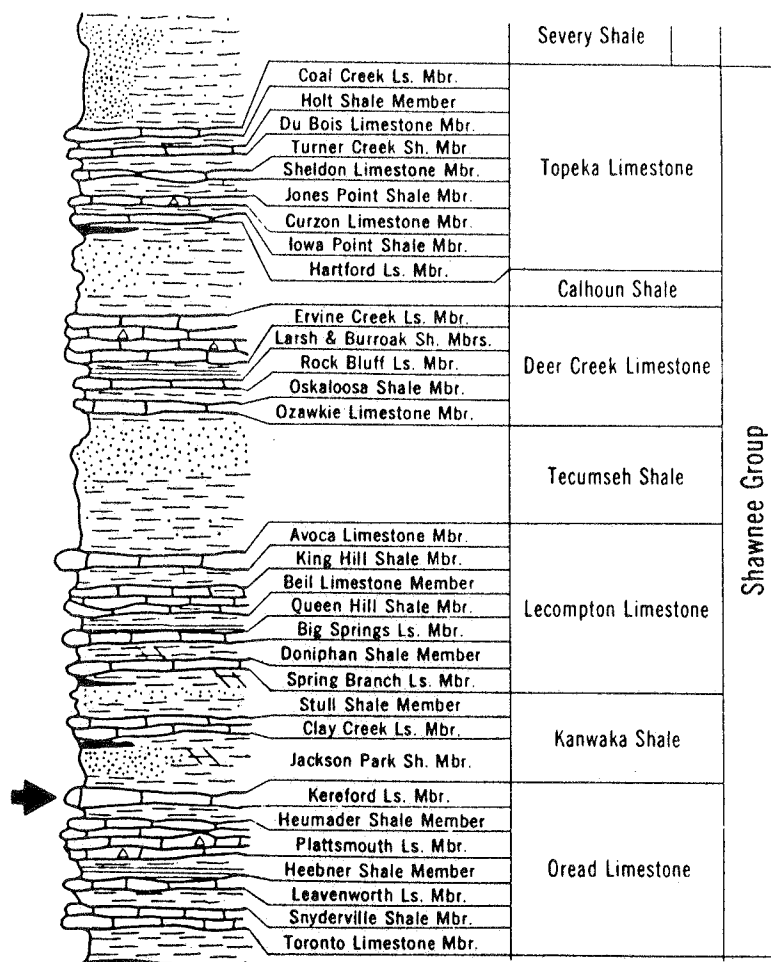 Severy Shale
Coal Creek Ls. Mbr.
Holt Shale Member
Du Bois Limestone Mbr.
Turner Creek Sh. Mbr.
Sheldon Limestone Mbr.
Jones Point Shale Mbr.
Curzon Limestone Mbr.
Iowa Point Shale Mbr.
Hartford Ls. Mbr.
Topeka Limestone
Calhoun Shale
Ervine Creek Ls. Mbr.
Larsh & Burroak Sh. Mbrs.
Rock Bluff Ls. Mbr.
Oskaloosa Shale Mbr.
Ozawkie Limestone Mbr.
Deer Creek Limestone
Tecumseh Shale
Avoca Limestone Mbr.
King Hill Shale Mbr.
Beil Limestone Member
Queen Hill Shale Mbr.
Big Springs Ls. Mbr.
Doniphan Shale Member
Spring Branch Ls. Mbr.
Lecompton Limestone
Stull Shale Member
Clay Creek Ls. Mbr.
Jackson Park Sh. Mbr.
Kanwaka Shale
Kereford Ls. Mbr.
Heumader Shale Member
Plattsmouth Ls. Mbr.
Heebner Shale Member
Leavenworth Ls. Mbr.
Snyderville Shale Mbr.
Toronto Limestone Mbr.
Oread Limestone
Shawnee Group